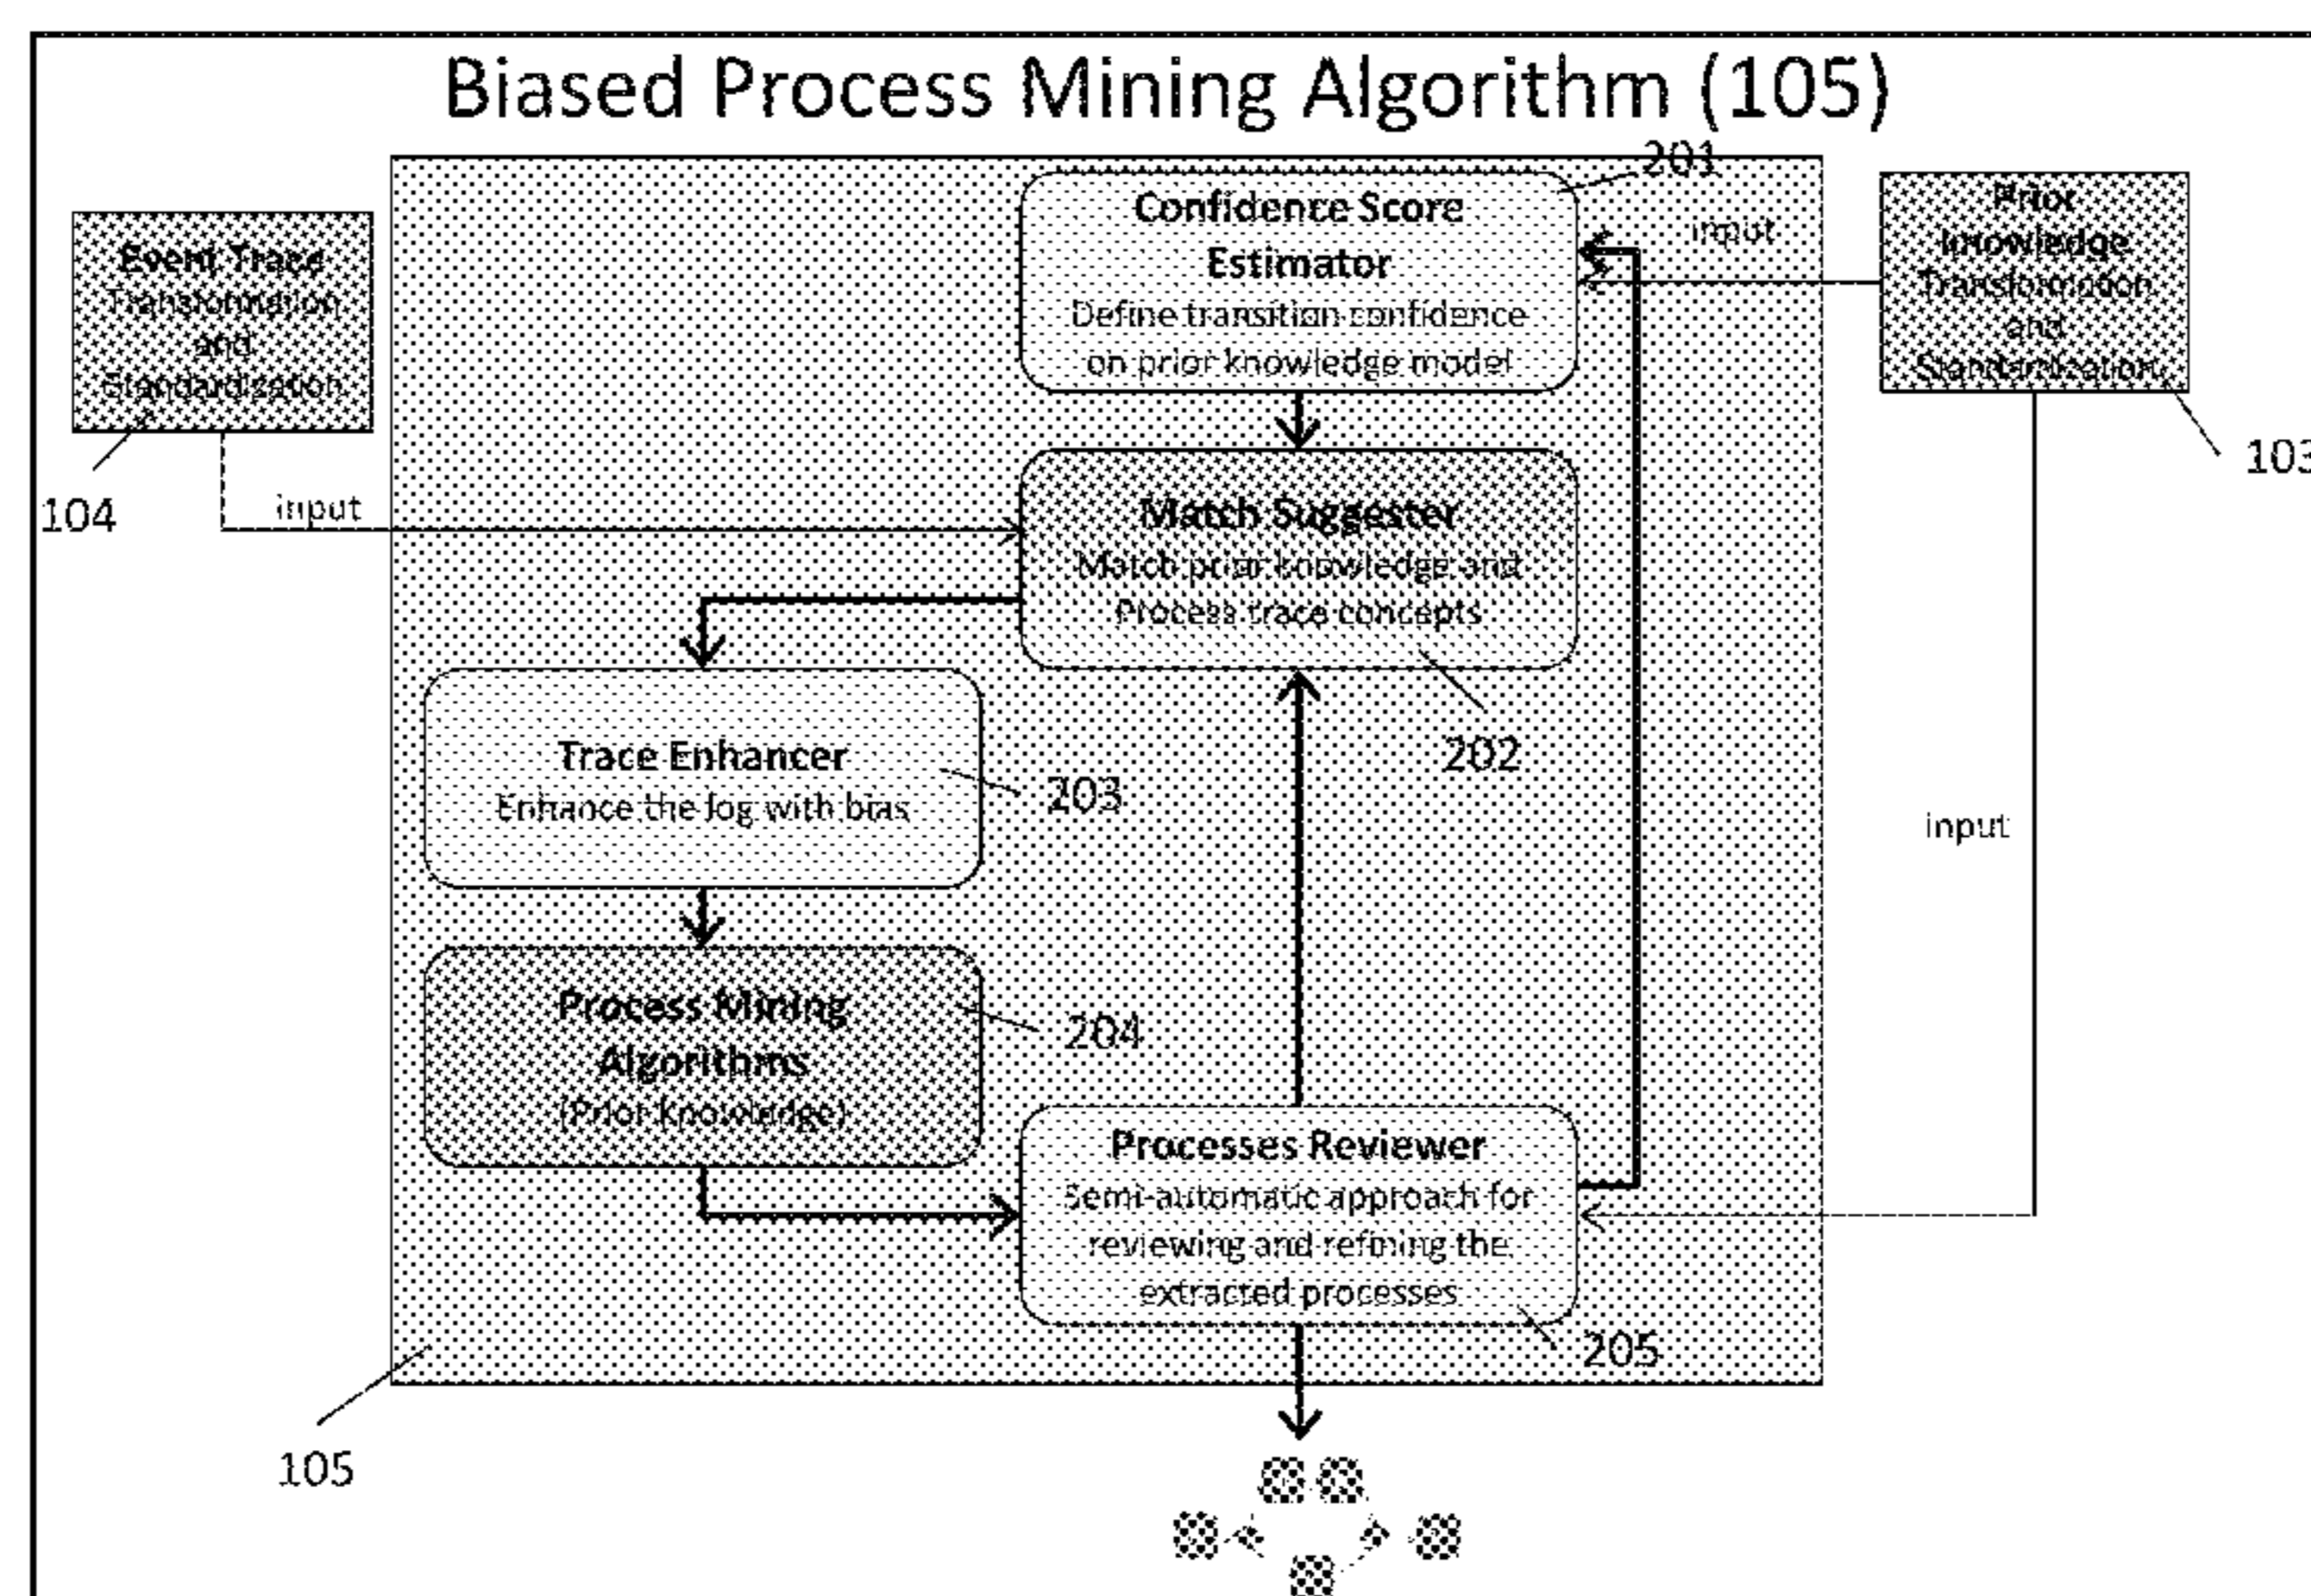 Biased Process Mining Algorithm (105)
201
Confidence Score
Estimator
Define transition confidence
on prior knowledge model
input
Prior
knowledge
Transformation
and
Standardization
103
Event Trace
Transformation
and
Standardization
104
input
Match Suggester
Match prior knowledge and
Process trace concepts
202
Trace Enhancer
Enhance the log with bias
203
input
Process Mining
Algorithms
(Prior Knowledge)
204
Processes Reviewer
Semi-automatic approach for
reviewing and refining the
extracted processes
205
105